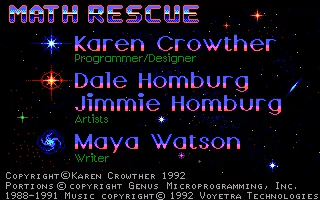 MATH RESCUE
Karen Crowther
Programmer/Designer
Dale Homburg
Jimmie Homburg
Artists
Maya Watson
Writer
Copyright©Karen Crowther 1992
Portions©copyright Genus Microprogramming, Inc.
1988-1991 Music copyright©1992 Voyetra Technologies